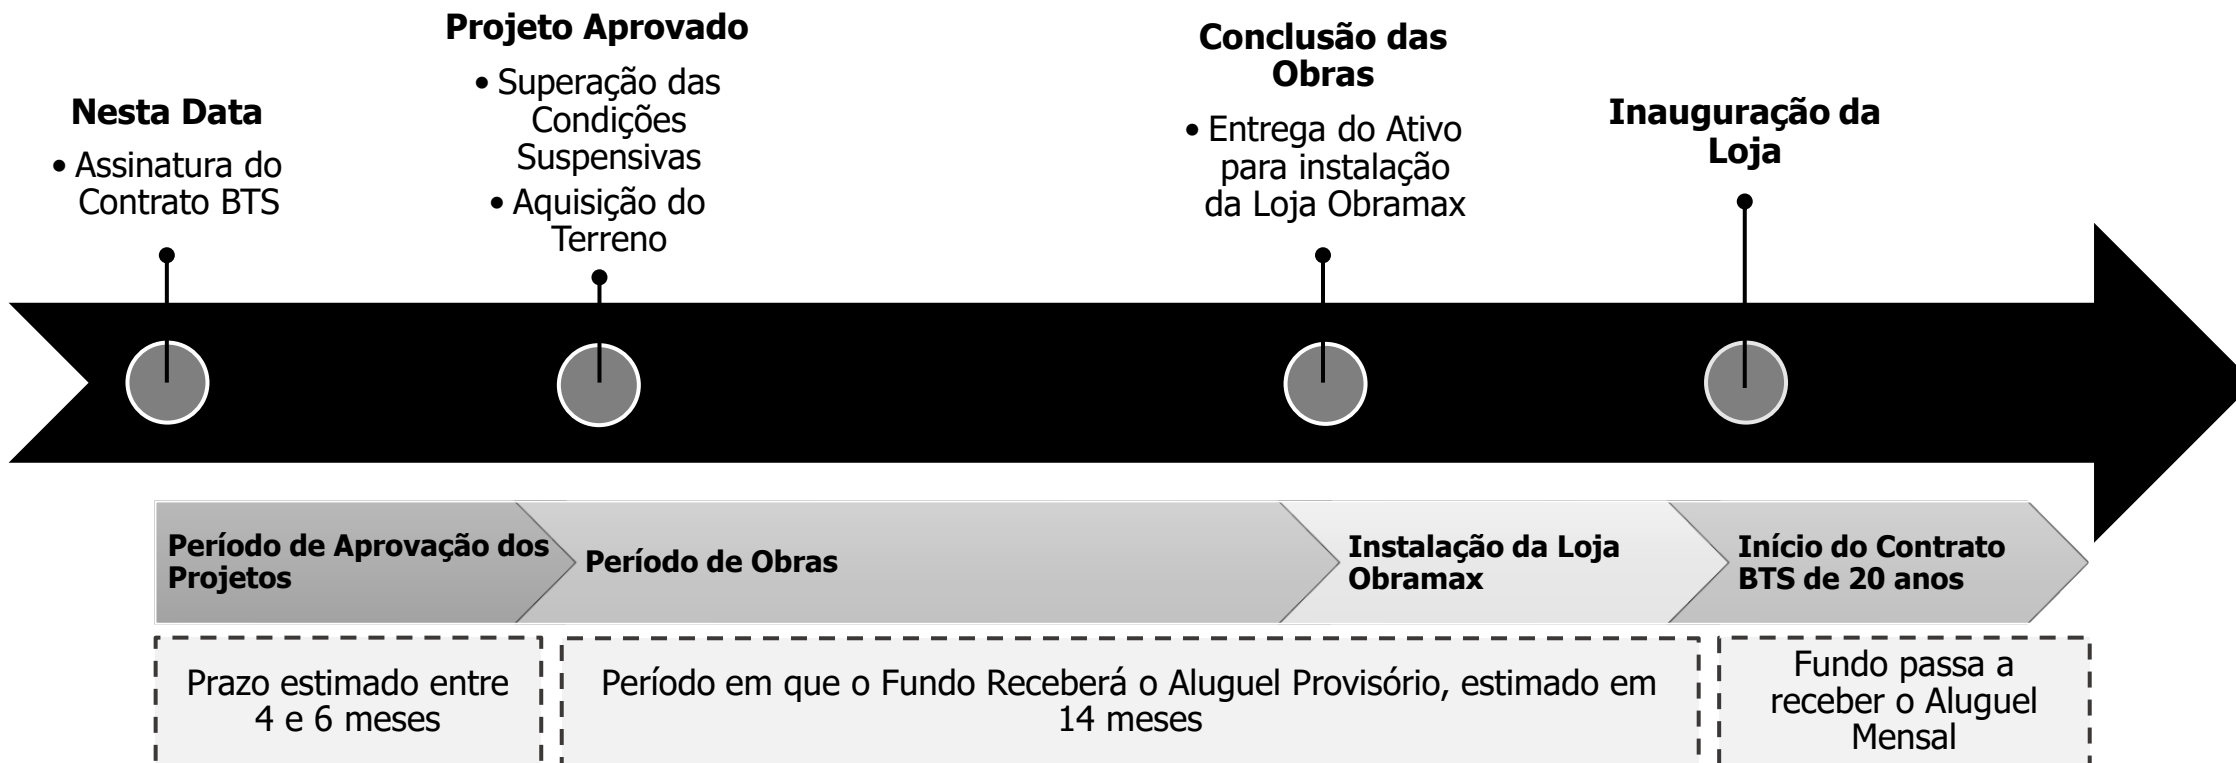 Nesta Data
• Assinatura do
Contrato BTS
Projeto Aprovado
• Superação das
Condições
Suspensivas
• Aquisição do
Terreno
Conclusão das
Obras
• Entrega do Ativo
para instalação
da Loja Obramax
Inauguração da
Loja
Período de Aprovação dos
Projetos
Período de Obras
Instalação da Loja
Obramax
Início do Contrato
BTS de 20 anos
Prazo estimado entre
4 e 6 meses
Período em que o Fundo Receberá o Aluguel Provisório, estimado em
14 meses
Fundo passa a
receber o Aluguel
Mensal